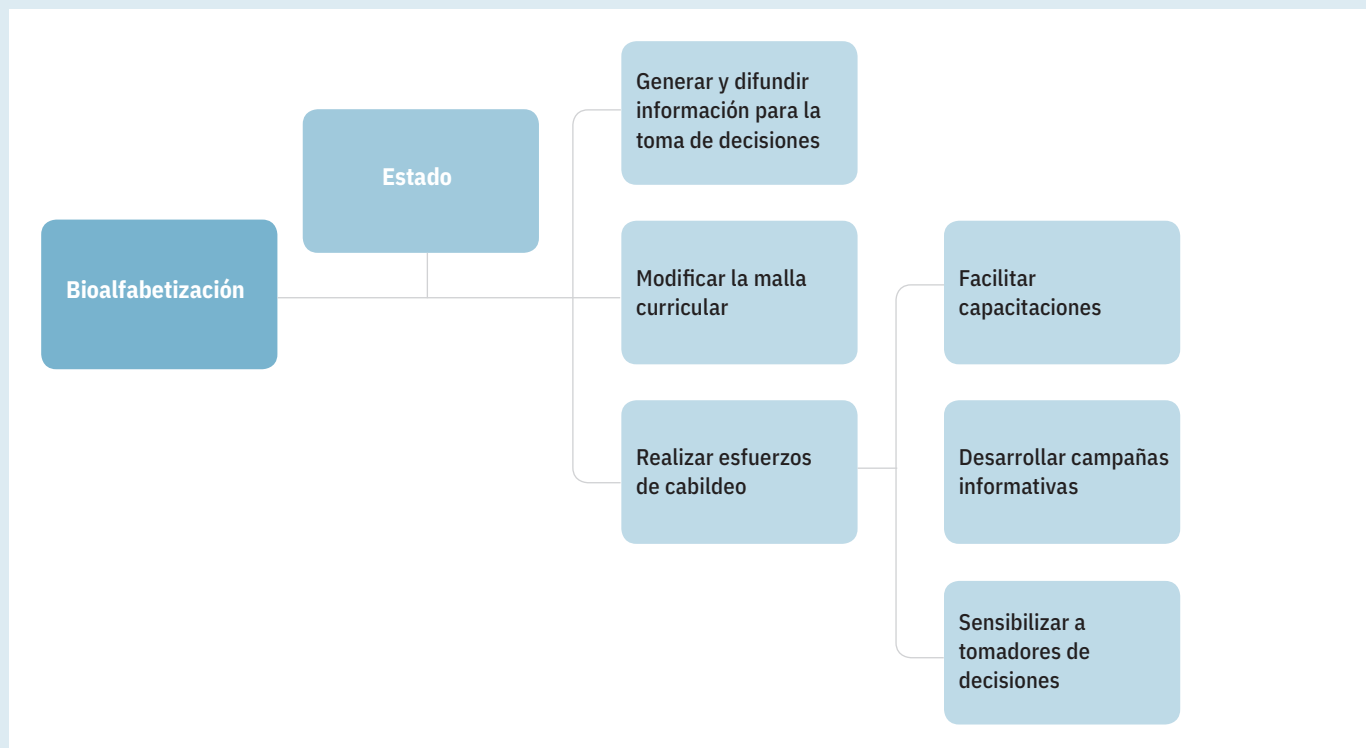 Bioalfabetización
Estado
Generar y difundir
información para la
toma de decisiones
Modificar la malla
curricular
Realizar esfuerzos
de cabildeo
Facilitar
capacitaciones
Desarrollar campañas
informativas
Sensibilizar a
tomadores de
decisiones